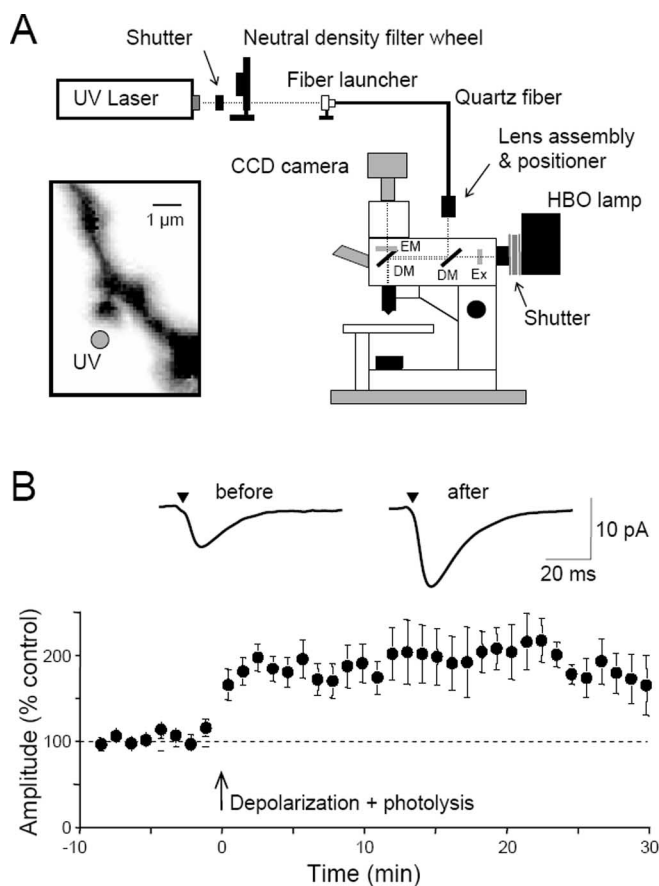 A
Shutter
Neutral density filter wheel
UV Laser
Fiber launcher
Quartz fiber
Lens assembly
& positioner
CCD camera
HBO lamp
1 µm
EM
DM
DM
Ex
UV
Shutter
B
before
after
10 pA
20 ms
Amplitude (% control)
200
100
0
Depolarization + photolysis
-10
0
10
20
30
Time (min)